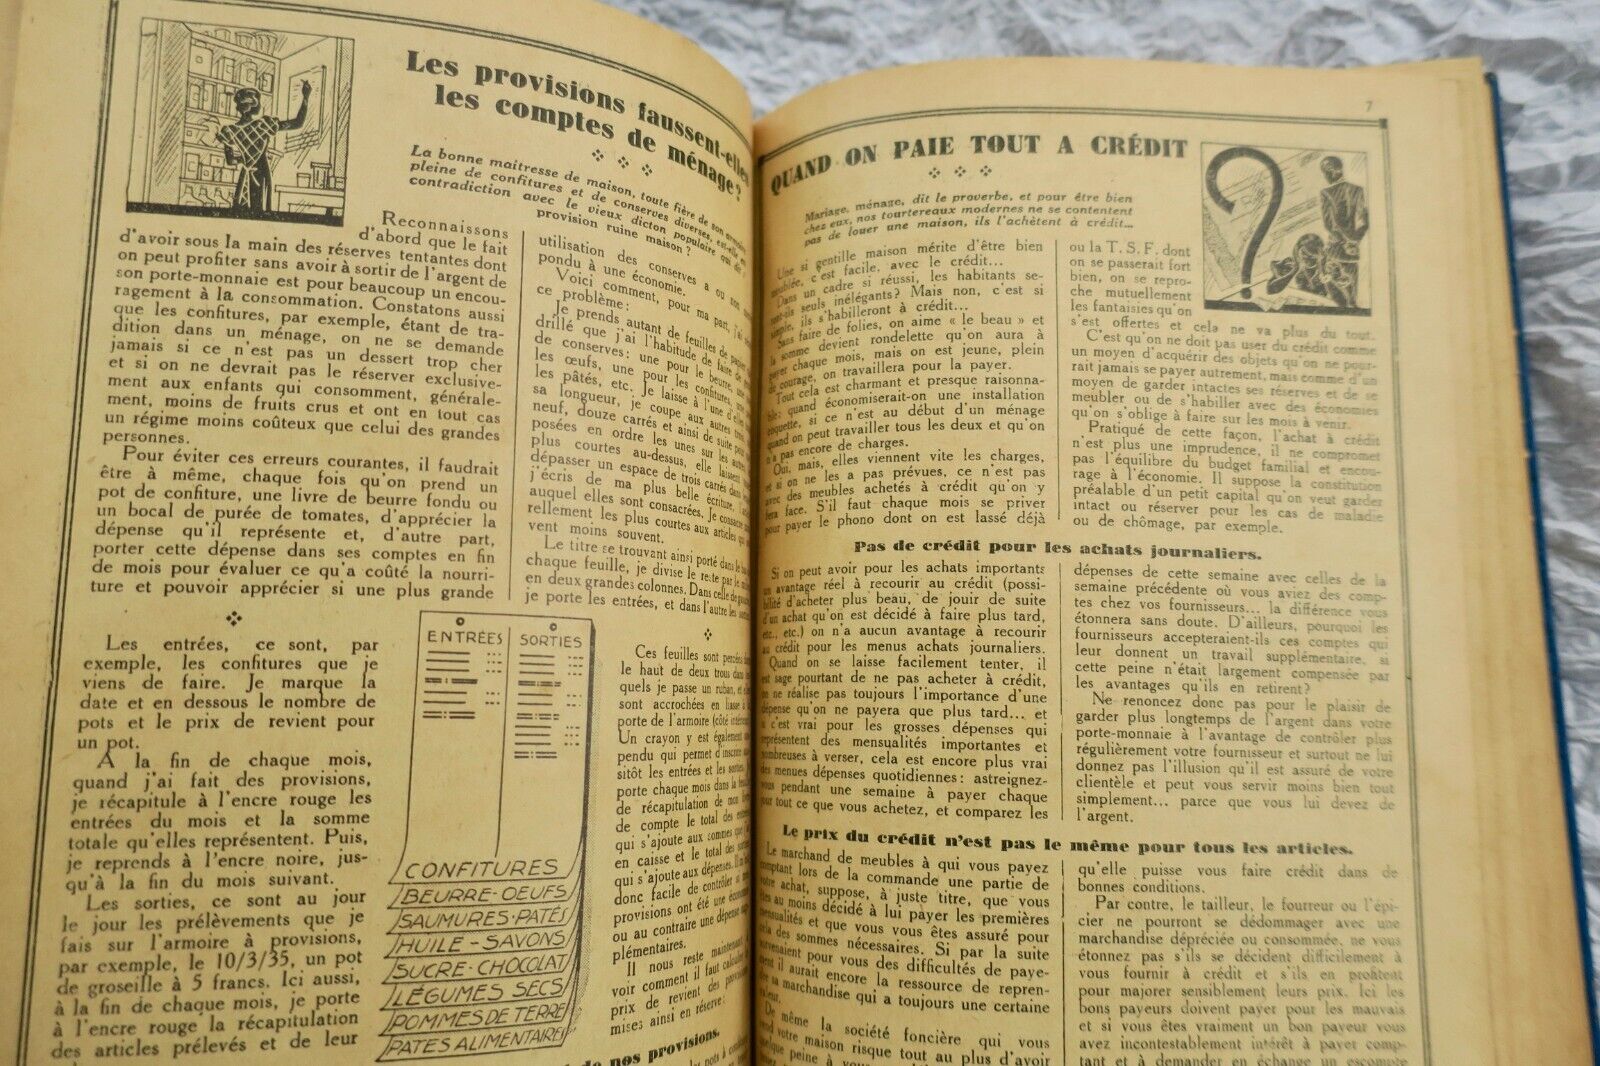 Les provisions faussent-elles
les comptes de ménage?
La bonne maîtresse de maison, toute fière de son armoire
pleine de confitures et de conserves diverses, est-elle en
contradiction avec le vieux dicton populaire qui dit :
provision ruine maison ?
Reconnaissons
d'abord que le fait
d'avoir sous la main des réserves tentantes dont
on peut profiter sans avoir à sortir de l'argent de
son porte-monnaie est pour beaucoup un encou-
ragement à la consommation. Constatons aussi
que les confitures, par exemple, étant de tra-
dition dans un ménage, on ne se demande
jamais si ce n'est pas un dessert trop cher
et si on ne devrait pas le réserver exclusive-
ment aux enfants qui consomment, générale-
ment, moins de fruits crus et ont en tout cas
un régime moins coûteux que celui des grandes
personnes.
Pour éviter ces erreurs courantes, il faudrait
être à même, chaque fois qu'on prend un
pot de confiture, une livre de beurre fondu ou
un bocal de purée de tomates, d'apprécier la
dépense qu'il représente et, d'autre part,
porter cette dépense dans ses comptes en fin
de mois pour évaluer ce qu'a coûté la nourri-
ture et pouvoir apprécier si une plus grande
utilisation des conserves a ou non
pondu à une économie.
Voici comment, pour ma part, j'ai
ce problème :
Je prends autant de feuilles de papier
drillé que j'ai l'habitude de faire de
de conserves : une pour le beurre, une
les œufs, une pour les confitures, une
les pâtés, etc. Je laisse à l'une d'elles
sa longueur, je coupe aux autres trois,
neuf, douze carrés et ainsi de suite pour
posées en ordre les unes sur les autres,
plus courtes au-dessus, elle laissent
dépasser un espace de trois carrés dans
j'écris de ma plus belle écriture,
auquel elles sont consacrées. Je consacre
rellement les plus courtes aux articles qui
vent moins souvent.
Le titre se trouvant ainsi porté dans le bas
chaque feuille, je divise le reste par le
en deux grandes colonnes. Dans celle de gauche
je porte les entrées, et dans l'autre les sorties.
Les entrées, ce sont, par
exemple, les confitures que je
viens de faire. Je marque la
date et en dessous le nombre de
pots et le prix de revient pour
un pot.
A la fin de chaque mois,
quand j'ai fait des provisions,
je récapitule à l'encre rouge les
entrées du mois et la somme
totale qu'elles représentent. Puis,
je reprends à l'encre noire, jus-
qu'à la fin du mois suivant.
Les sorties, ce sont au jour
le jour les prélèvements que je
fais sur l'armoire à provisions,
par exemple, le 10/3/35, un pot
de groseille à 5 francs. Ici aussi,
à la fin de chaque mois, je porte
à l'encre rouge la récapitulation
des articles prélevés et de leur
ENTRÉES
SORTIES
CONFITURES
BEURRE-OEUFS
SAUMURES-PATÉS
HUILE-SAVONS
SUCRE-CHOCOLAT
LÉGUMES SECS
POMMES DE TERRE
PATES ALIMENTAIRES
Ces feuilles sont percées dans
le haut de deux trous dans les-
quels je passe un ruban, et
sont accrochées en liasse à
porte de l'armoire (côté intérieur)
Un crayon y est également
pendu qui permet d'inscrire
sitôt les entrées et les sorties.
porte chaque mois dans la
de récapitulation de mon livre
de compte le total des entrées
qui s'ajoute aux sommes que j'ai
en caisse et le total des sorties
qui s'ajoute aux dépenses. Il m'est
donc facile de contrôler si mes
provisions ont été une économie
ou au contraire une dépense sup-
plémentaires.
Il nous reste maintenant à
voir comment il faut calculer le
prix de revient des provisions
mises ainsi en réserve :
de nos provisions.
7
QUAND ON PAIE TOUT A CRÉDIT
Mariage, ménage, dit le proverbe, et pour être bien
chez eux, nos tourtereaux modernes ne se contentent
pas de louer une maison, ils l'achètent à crédit...
Une si gentille maison mérite d'être bien
meublée, c'est facile, avec le crédit...
Dans un cadre si réussi, les habitants se-
ront-ils seuls inélégants? Mais non, c'est si
simple, ils s'habilleront à crédit...
Sans faire de folies, on aime « le beau » et
la somme devient rondelette qu'on aura à
payer chaque mois, mais on est jeune, plein
de courage, on travaillera pour la payer.
Tout cela est charmant et presque raisonna-
ble : quand économiserait-on une installation
coquette, si ce n'est au début d'un ménage
quand on peut travailler tous les deux et qu'on
n'a pas encore de charges.
Oui, mais, elles viennent vite les charges,
et si on ne les a pas prévues, ce n'est pas
avec des meubles achetés à crédit qu'on y
fera face. S'il faut chaque mois se priver
pour payer le phono dont on est lassé déjà
ou la T. S. F. dont
on se passerait fort
bien, on se repro-
che mutuellement
les fantaisies qu'on
s'est offertes et cela ne va plus du tout.
C'est qu'on ne doit pas user du crédit comme
un moyen d'acquérir des objets qu'on ne pour-
rait jamais se payer autrement, mais comme d'un
moyen de garder intactes ses réserves et de se
meubler ou de s'habiller avec des économies
qu'on s'oblige à faire sur les mois à venir.
Pratiqué de cette façon, l'achat à crédit
n'est plus une imprudence, il ne compromet
pas l'équilibre du budget familial et encou-
rage à l'économie. Il suppose la constitution
préalable d'un petit capital qu'on veut garder
intact ou réserver pour les cas de maladie
ou de chômage, par exemple.
Pas de crédit pour les achats journaliers.
Si on peut avoir pour les achats importants
un avantage réel à recourir au crédit (possi-
bilité d'acheter plus beau, de jouir de suite
d'un achat qu'on est décidé à faire plus tard,
etc., etc.) on n'a aucun avantage à recourir
au crédit pour les menus achats journaliers.
Quand on se laisse facilement tenter, il
est sage pourtant de ne pas acheter à crédit,
on ne réalise pas toujours l'importance d'une
dépense qu'on ne payera que plus tard... et
si c'est vrai pour les grosses dépenses qui
représentent des mensualités importantes et
nombreuses à verser, cela est encore plus vrai
des menues dépenses quotidiennes : astreignez-
vous pendant une semaine à payer chaque
jour tout ce que vous achetez, et comparez les
dépenses de cette semaine avec celles de la
semaine précédente où vous aviez des comp-
tes chez vos fournisseurs... la différence vous
étonnera sans doute. D'ailleurs, pourquoi les
fournisseurs accepteraient-ils ces comptes qui
leur donnent un travail supplémentaire, si
cette peine n'était largement compensée par
les avantages qu'ils en retirent?
Ne renoncez donc pas pour le plaisir de
garder plus longtemps de l'argent dans votre
porte-monnaie à l'avantage de contrôler plus
régulièrement votre fournisseur et surtout ne lui
donnez pas l'illusion qu'il est assuré de votre
clientèle et peut vous servir moins bien tout
simplement... parce que vous lui devez de
l'argent.
Le prix du crédit n'est pas le même pour tous les articles.
Le marchand de meubles à qui vous payez
comptant lors de la commande une partie de
votre achat, suppose, à juste titre, que vous
êtes au moins décidé à lui payer les premières
mensualités et que vous vous êtes assuré pour
cela des sommes nécessaires. Si par la suite
survenaient pour vous des difficultés de paye-
ment il aurait encore la ressource de repren-
dre sa marchandise qui a toujours une certaine
valeur.
De même la société foncière qui vous
vend votre maison risque tout au plus d'avoir
quelque peine à vous
qu'elle puisse vous faire crédit dans de
bonnes conditions.
Par contre, le tailleur, le fourreur ou l'épi-
cier ne pourront se dédommager avec une
marchandise dépréciée ou consommée, ne vous
étonnez pas s'ils se décident difficilement à
vous fournir à crédit et s'ils en profitent
pour majorer sensiblement leurs prix. Ici les
bons payeurs doivent payer pour les mauvais
et si vous êtes vraiment un bon payeur vous
avez incontestablement intérêt à payer comp-
tant et à demander en échange un escompte